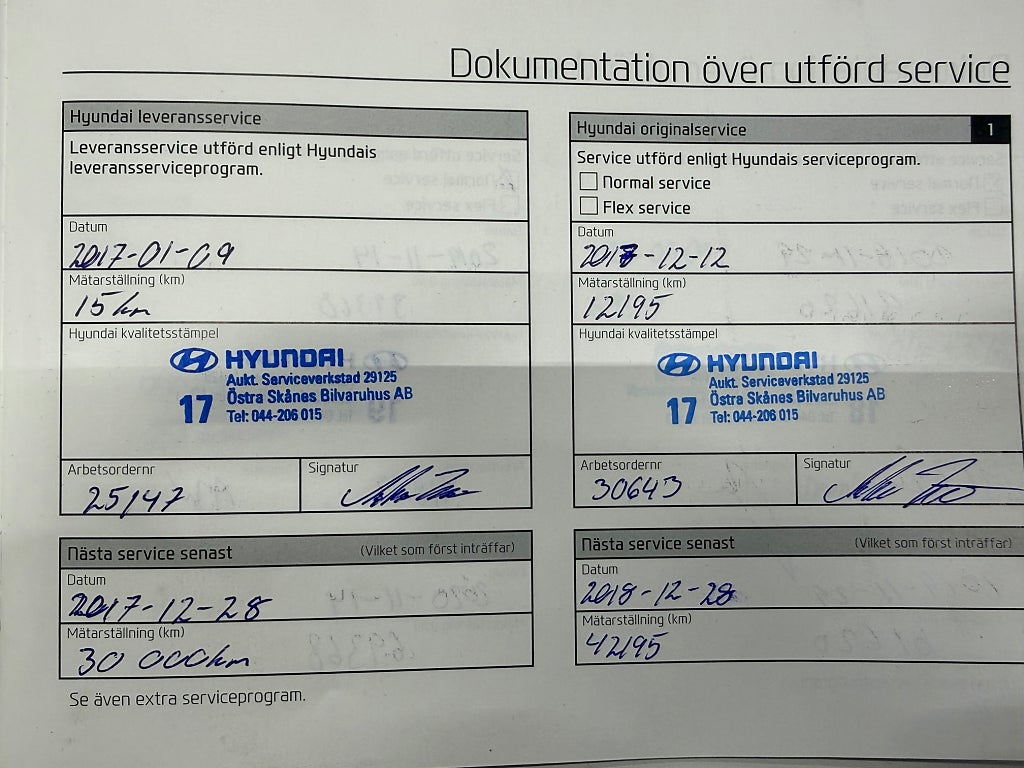 Dokumentation över utförd service
Hyundai leveransservice
Leveransservice utförd enligt Hyundais
leveransserviceprogram.
Datum
2017-01-09
Mätarställning (km)
15 km
Hyundai kvalitetsstämpel
HYUNDAI
Aukt. Serviceverkstad 29125
Östra Skånes Bilvaruhus AB
17
Tel: 044-206 015
Arbetsordernr
25147
Signatur
Nästa service senast (Vilket som först inträffar)
Datum
2017-12-28
Mätarställning (km)
30 000km
Se även extra serviceprogram.
Hyundai originalservice 1
Service utförd enligt Hyundais serviceprogram.
Normal service
Flex service
Datum
2017-12-12
Mätarställning (km)
12195
Hyundai kvalitetsstämpel
HYUNDAI
Aukt. Serviceverkstad 29125
Östra Skånes Bilvaruhus AB
17
Tel: 044-206 015
Arbetsordernr
30643
Signatur
Nästa service senast (Vilket som först inträffar)
Datum
2018-12-28
Mätarställning (km)
42195